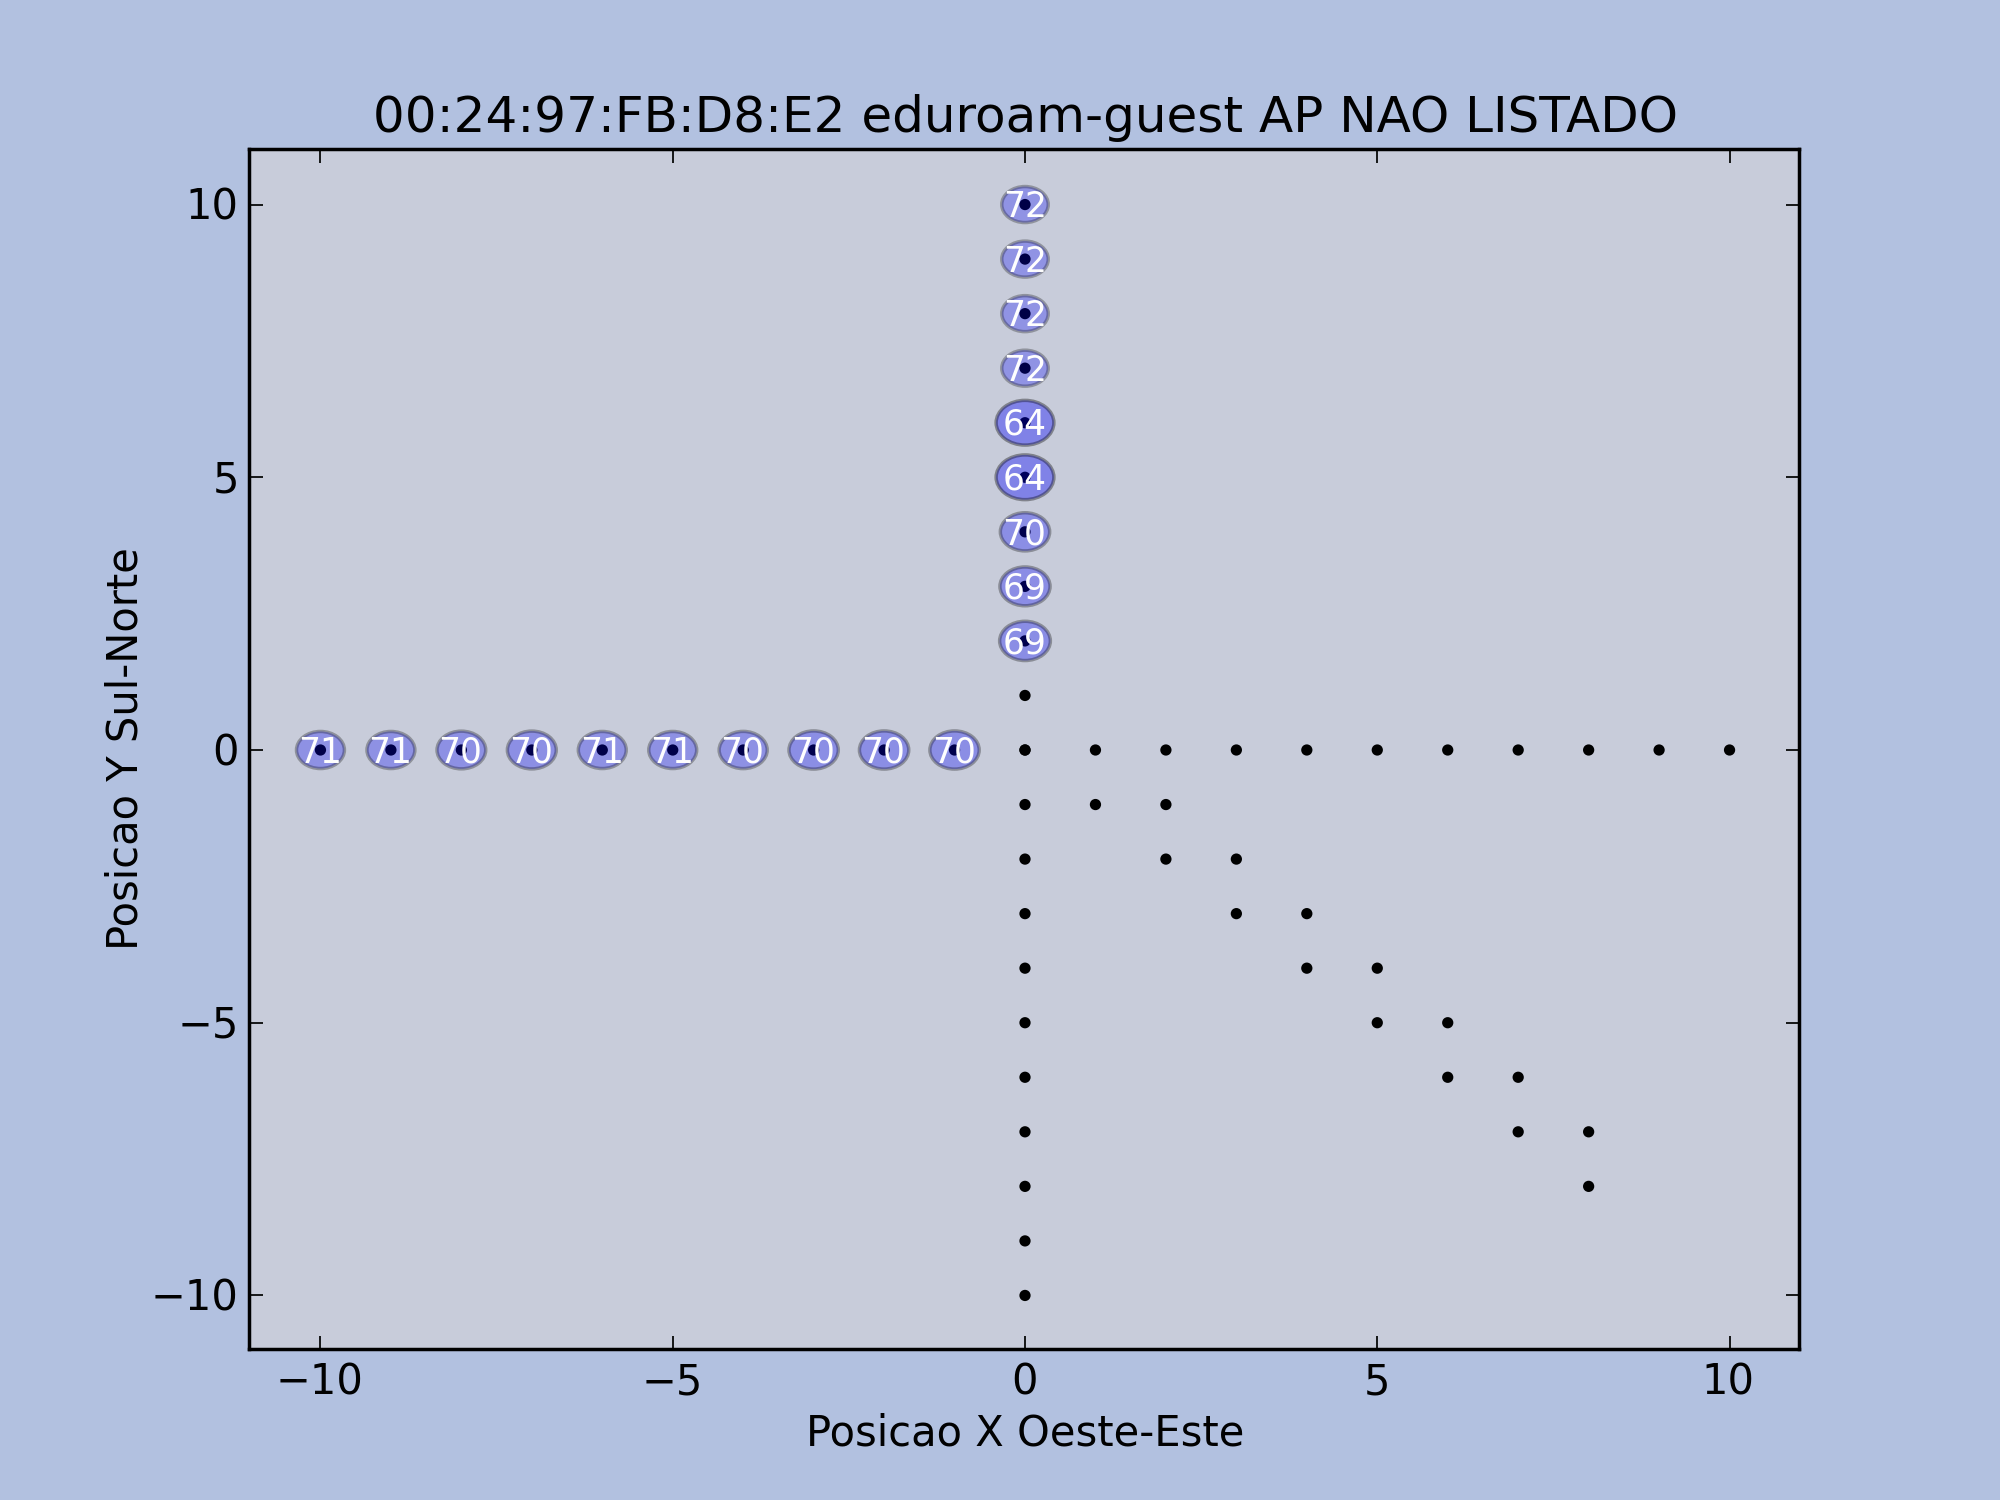 00:24:97:FB:D8:E2 eduroam-guest AP NAO LISTADO
10
72
72
72
72
64
5
64
70
69
69
Posicao Y Sul-Norte
0
71 71 70 70 71 71 70 70 70 70
−5
−10
−10 −5 0 5 10
Posicao X Oeste-Este